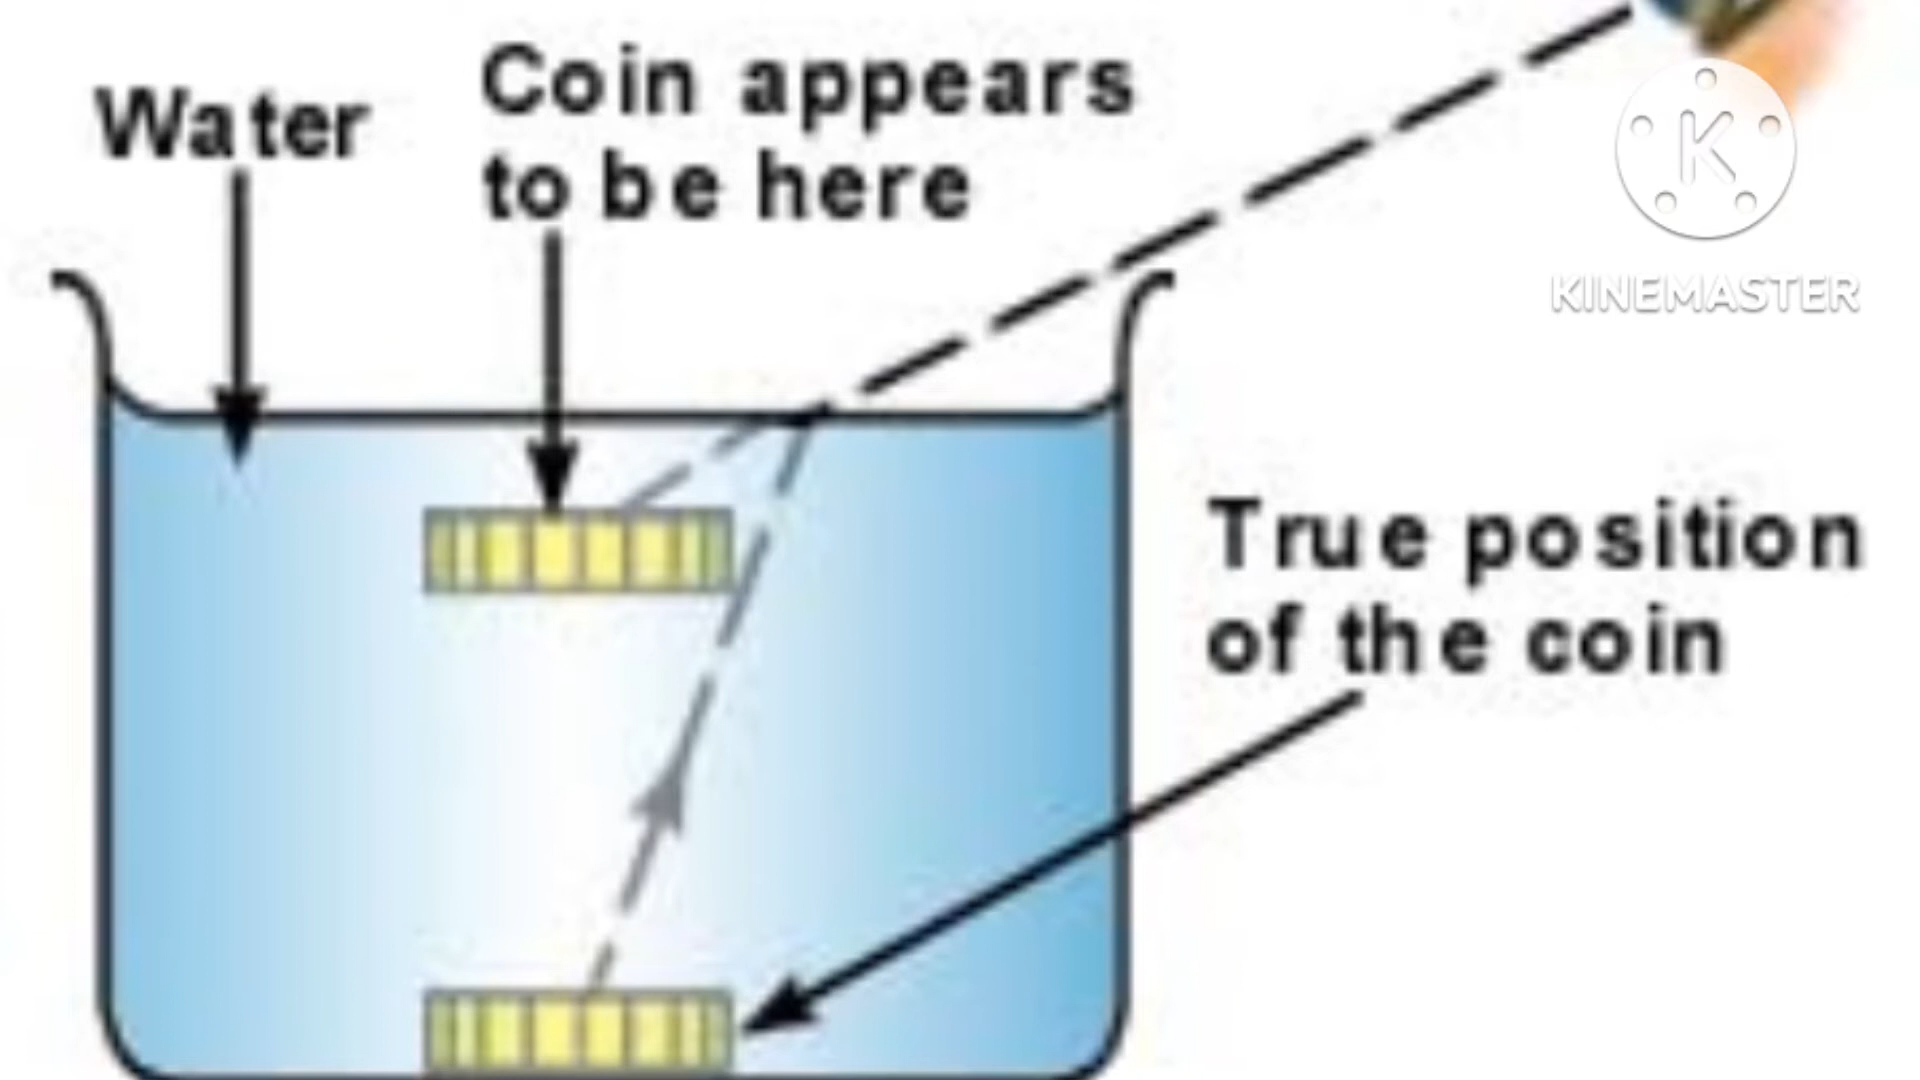 Water
Coin appears
to be here
K
KINEMASTER
True position
of the coin